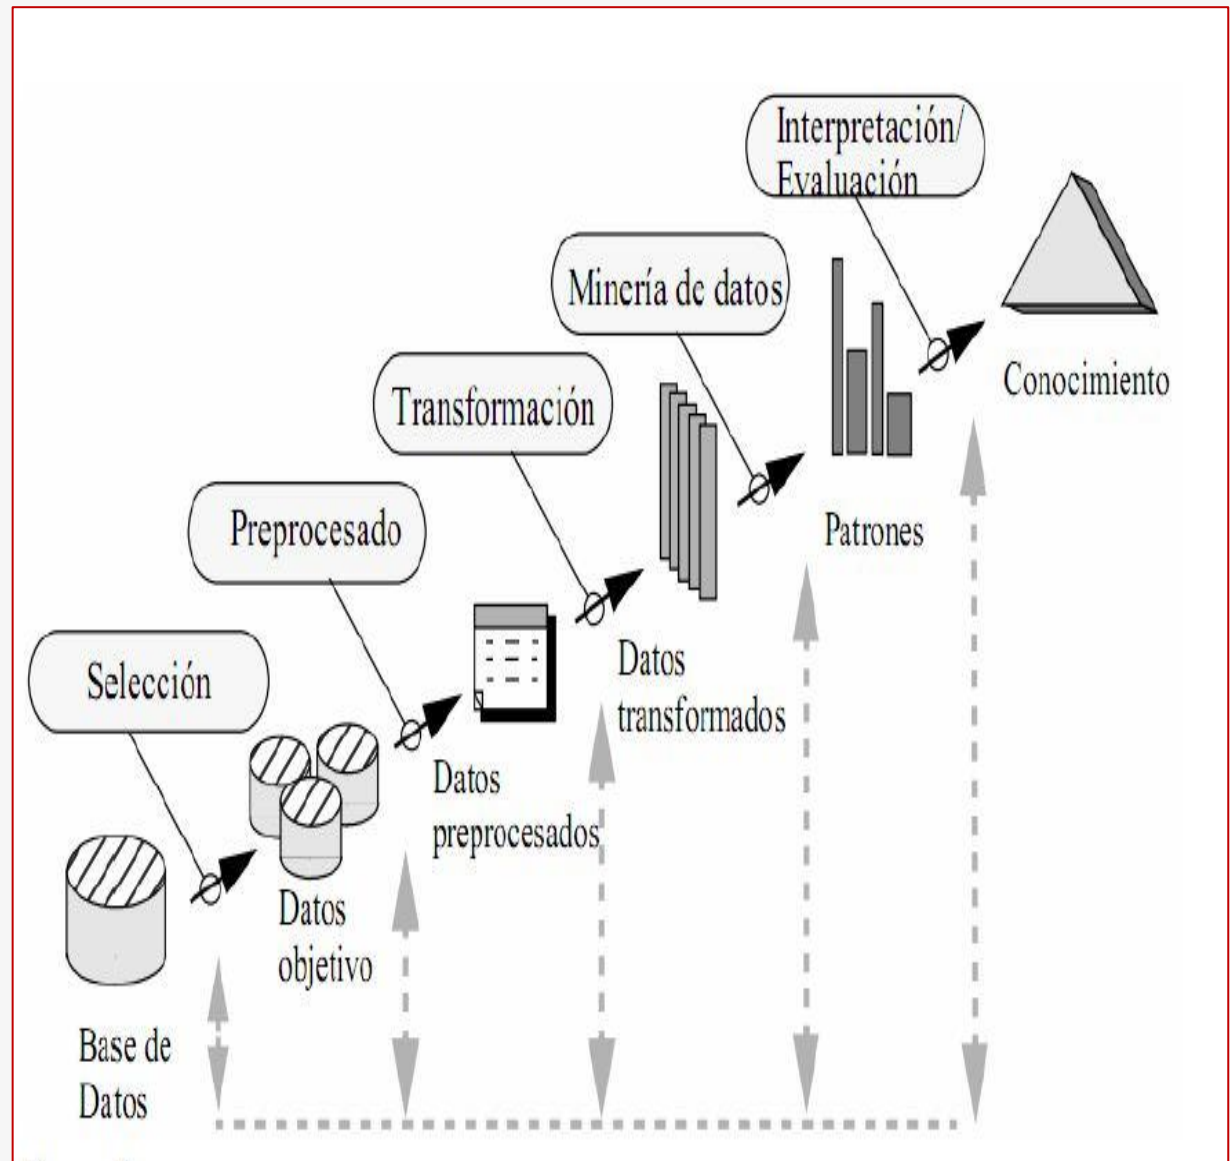 Interpretación/
Evaluación
Minería de datos
Conocimiento
Transformación
Patrones
Preprocesado
Datos
transformados
Selección
Datos
preprocesados
Datos
objetivo
Base de
Datos